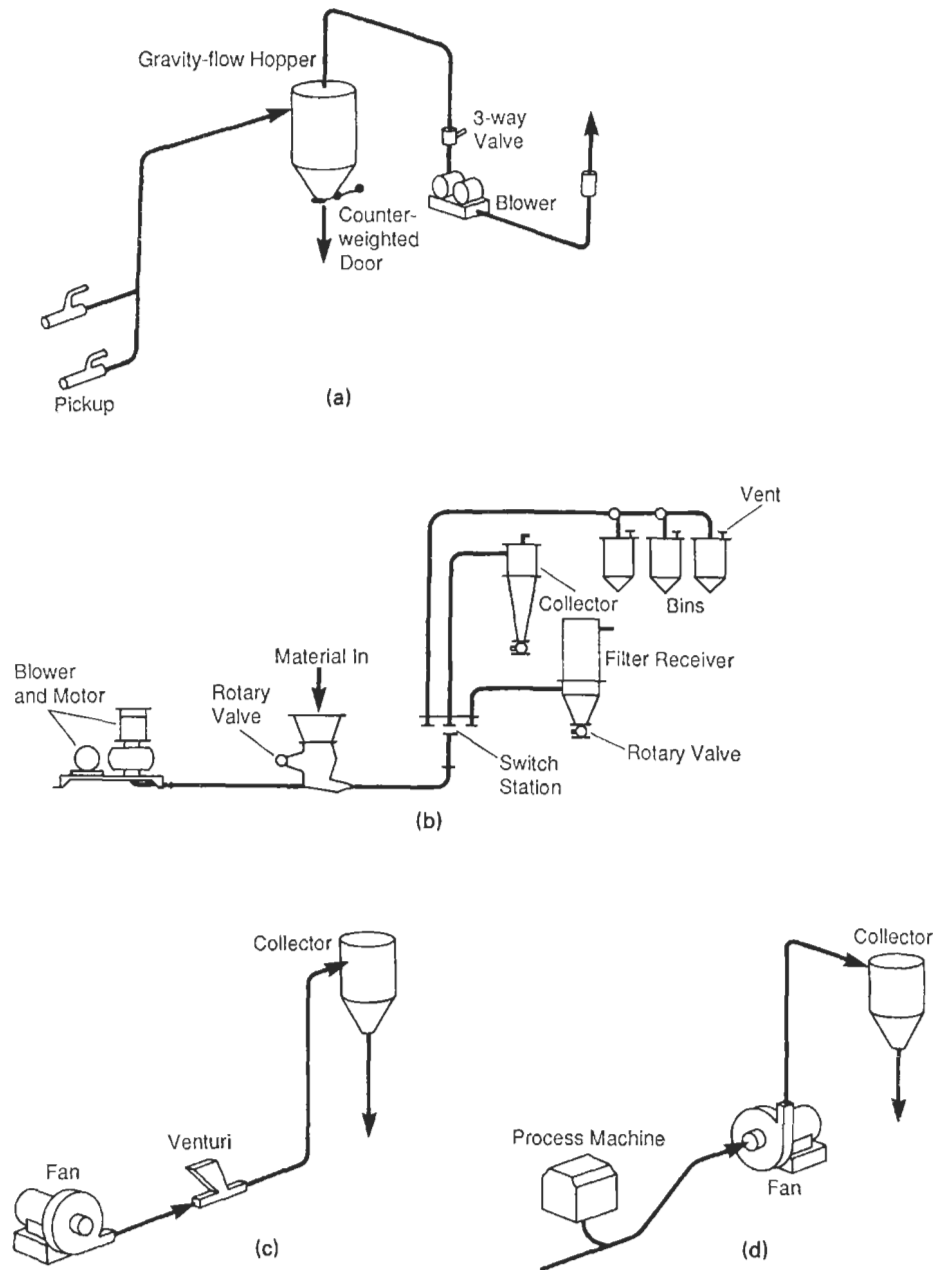 Gravity-flow Hopper
3-way
Valve
Blower
Counter-
weighted
Door
Pickup
(a)
Vent
Collector
Bins
Material In
Filter Receiver
Blower
and Motor
Rotary
Valve
Rotary Valve
Switch
Station
(b)
Collector
Venturi
Fan
(c)
Collector
Process Machine
Fan
(d)